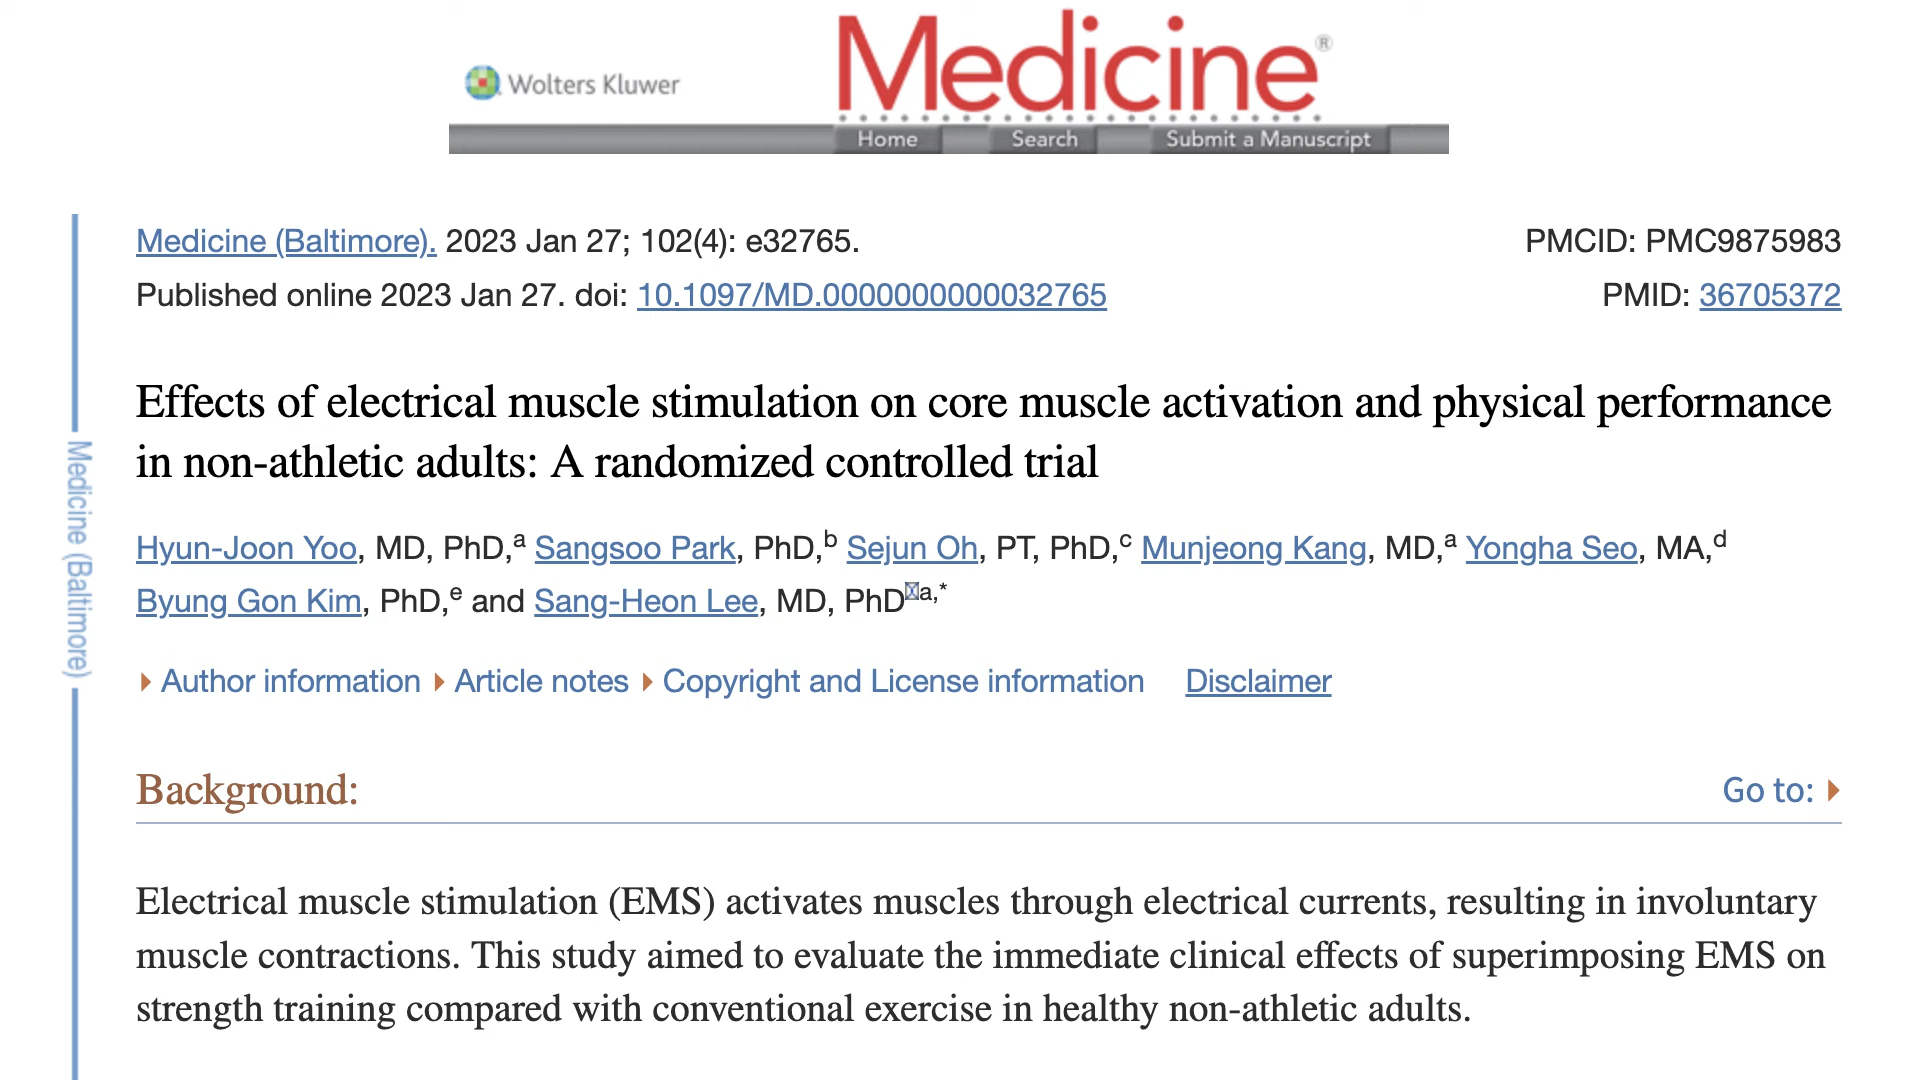 Wolters Kluwer
Medicine®
Home Search Submit a Manuscript
Medicine (Baltimore). 2023 Jan 27; 102(4): e32765.
PMCID: PMC9875983
Published online 2023 Jan 27. doi: 10.1097/MD.0000000000032765
PMID: 36705372
Effects of electrical muscle stimulation on core muscle activation and physical performance
in non-athletic adults: A randomized controlled trial
Hyun-Joon Yoo, MD, PhD,a Sangsoo Park, PhD,b Sejun Oh, PT, PhD,c Munjeong Kang, MD,a Yongha Seo, MA,d
Byung Gon Kim, PhD,e and Sang-Heon Lee, MD, PhDa,*
Author information Article notes Copyright and License information Disclaimer
Medicine (Baltimore)
Background:
Go to:
Electrical muscle stimulation (EMS) activates muscles through electrical currents, resulting in involuntary
muscle contractions. This study aimed to evaluate the immediate clinical effects of superimposing EMS on
strength training compared with conventional exercise in healthy non-athletic adults.